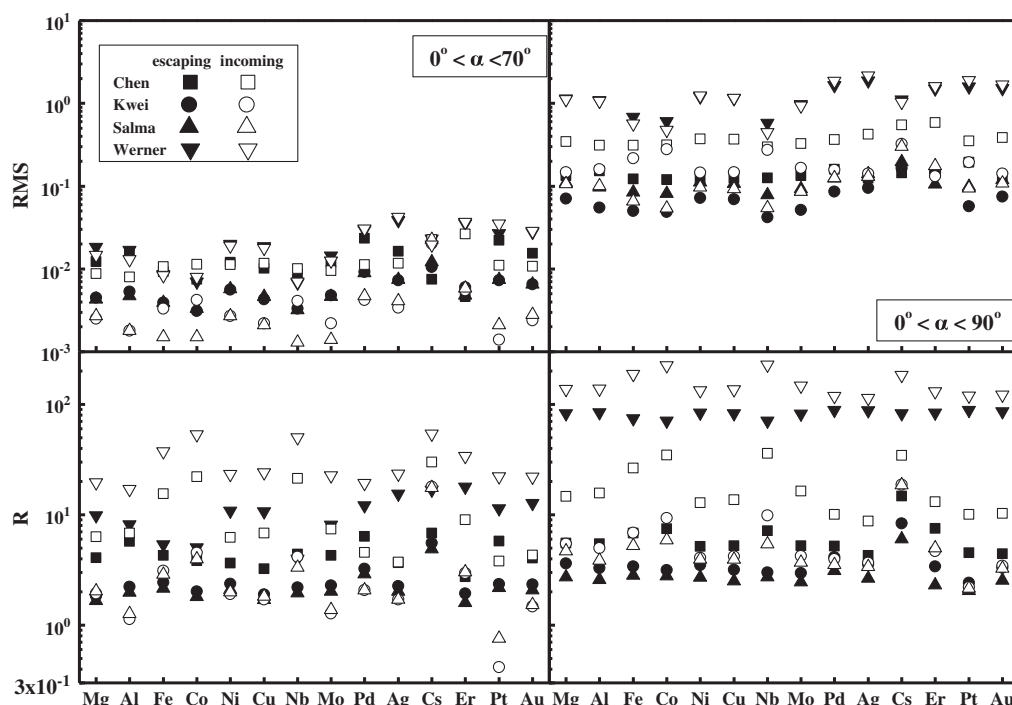 10¹
10⁰
10⁻¹
10⁻²
10⁻³
RMS
escaping incoming
Chen
Kwei
Salma
Werner
0° < α <70°
0° < α < 90°
10²
10¹
10⁰
3x10⁻¹
R
Mg Al Fe Co Ni Cu Nb Mo Pd Ag Cs Er Pt Au
Mg Al Fe Co Ni Cu Nb Mo Pd Ag Cs Er Pt Au